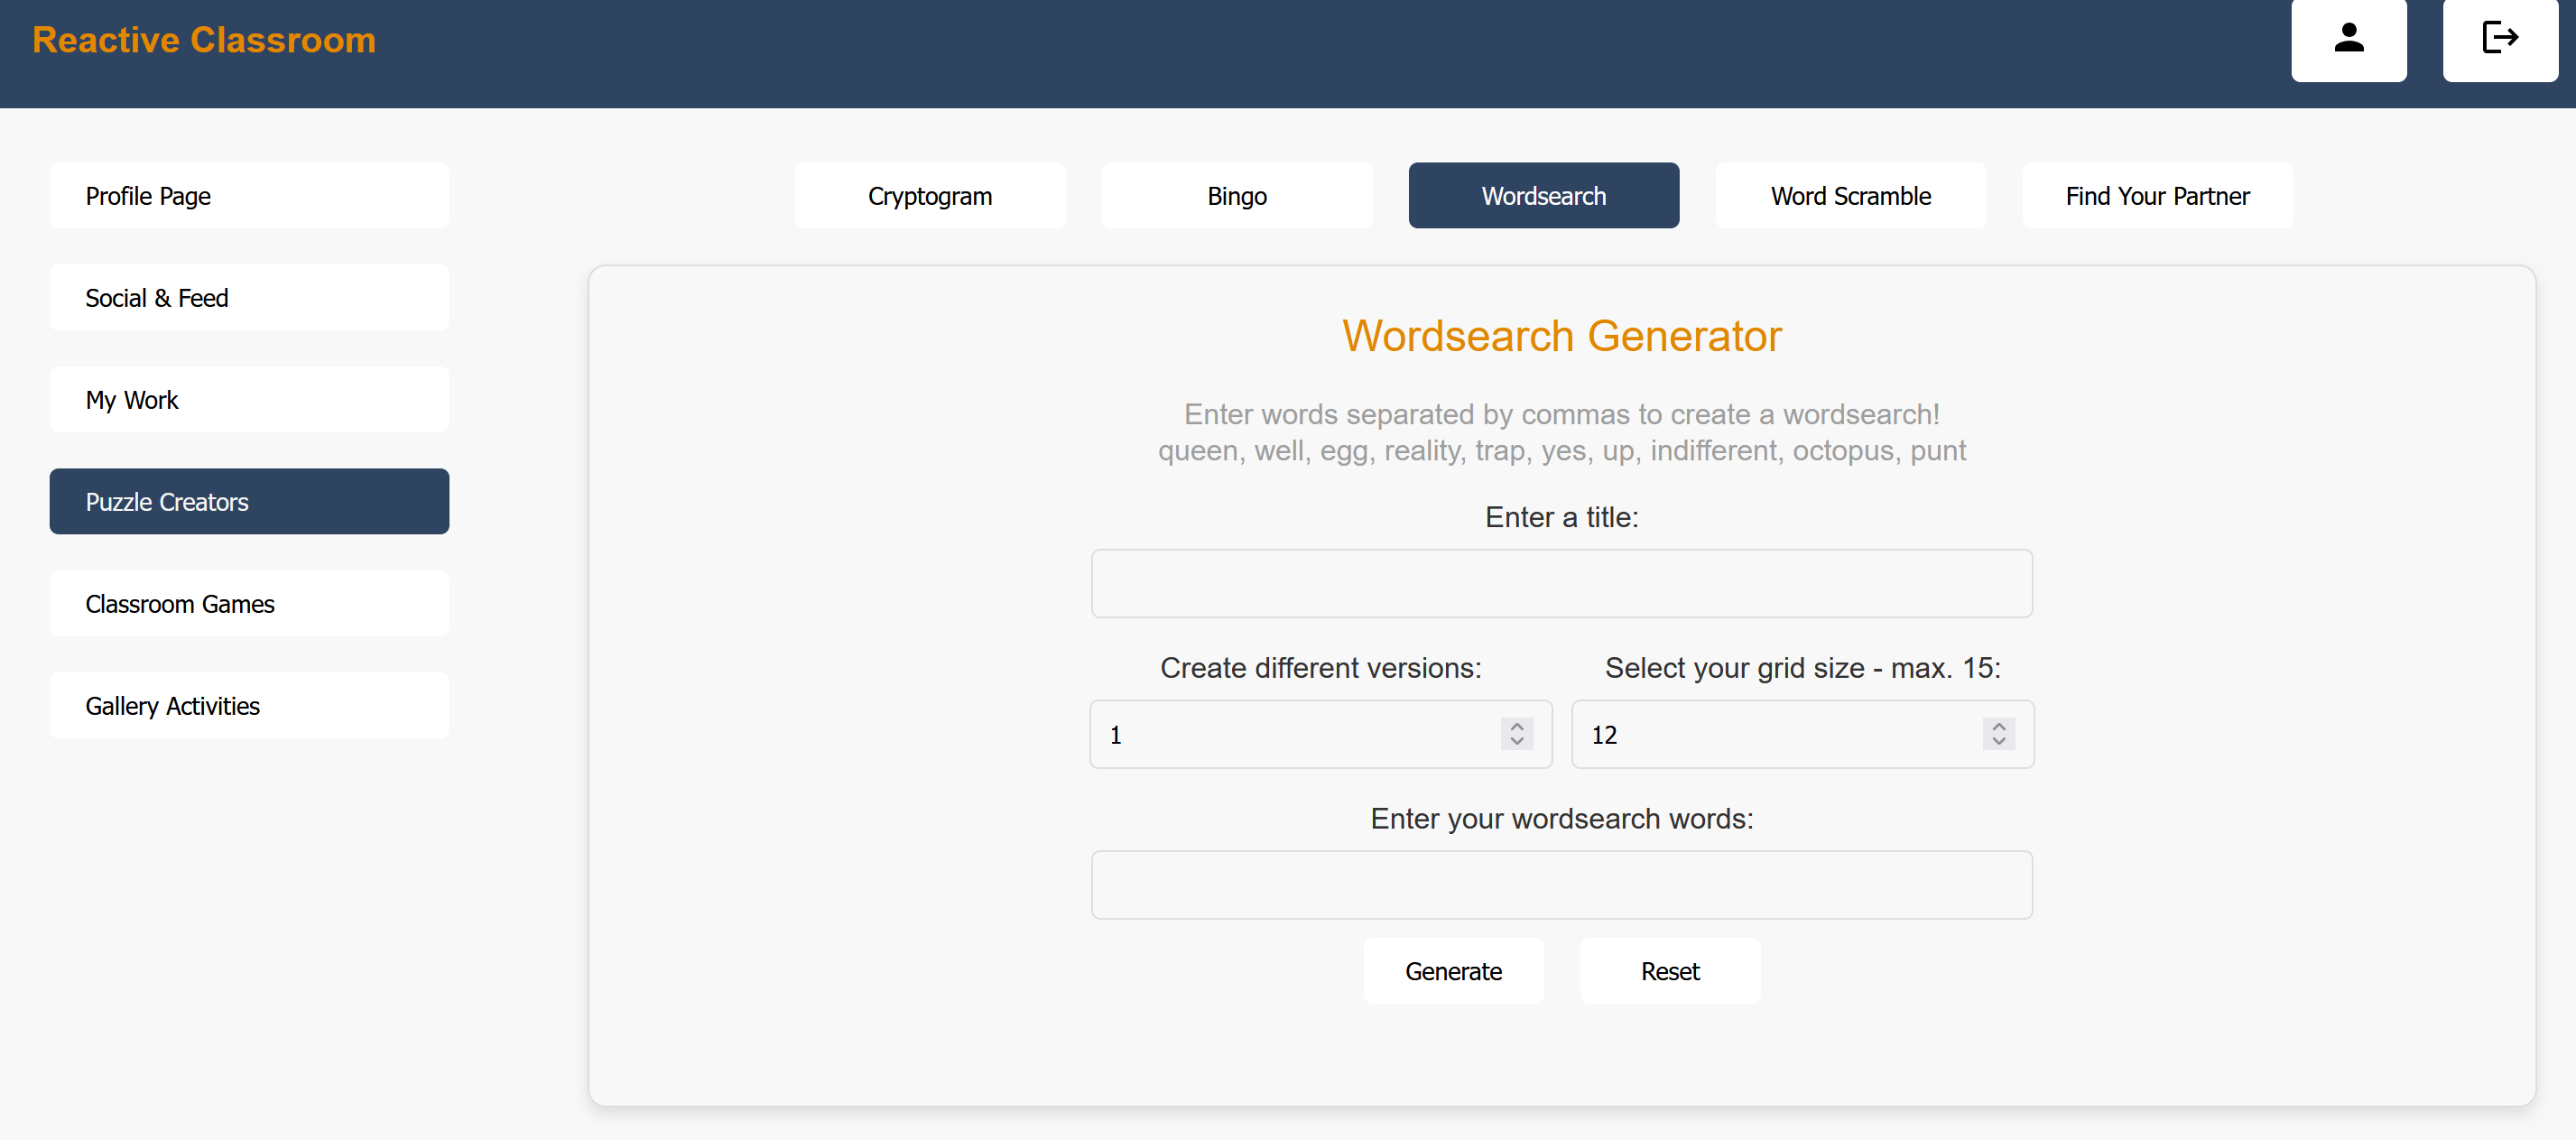 Reactive Classroom
Profile Page
Social & Feed
My Work
Puzzle Creators
Classroom Games
Gallery Activities
Cryptogram
Bingo
Wordsearch
Word Scramble
Find Your Partner
Wordsearch Generator
Enter words separated by commas to create a wordsearch!
queen, well, egg, reality, trap, yes, up, indifferent, octopus, punt
Enter a title:
Create different versions:
Select your grid size - max. 15:
1
12
Enter your wordsearch words:
Generate
Reset